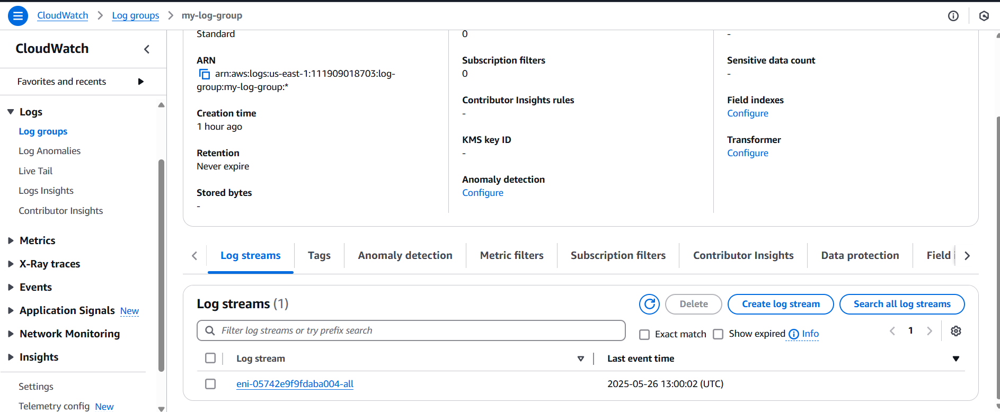 CloudWatch > Log groups > my-log-group
CloudWatch
Favorites and recents
Logs
Log groups
Log Anomalies
Live Tail
Logs Insights
Contributor Insights
Metrics
X-Ray traces
Events
Application Signals New
Network Monitoring
Insights
Settings
Telemetry config New
Standard
ARN
arn:aws:logs:us-east-1:111909018703:log-
group:my-log-group:*
Creation time
1 hour ago
Retention
Never expire
Stored bytes
-
0
Subscription filters
0
Contributor Insights rules
-
KMS key ID
-
Anomaly detection
Configure
-
Sensitive data count
-
Field indexes
Configure
Transformer
Configure
Log streams Tags Anomaly detection Metric filters Subscription filters Contributor Insights Data protection Field
Log streams (1)
Delete Create log stream Search all log streams
Filter log streams or try prefix search
Exact match Show expired Info
1
Log stream Last event time
eni-05742e9f9fdaba004-all 2025-05-26 13:00:02 (UTC)